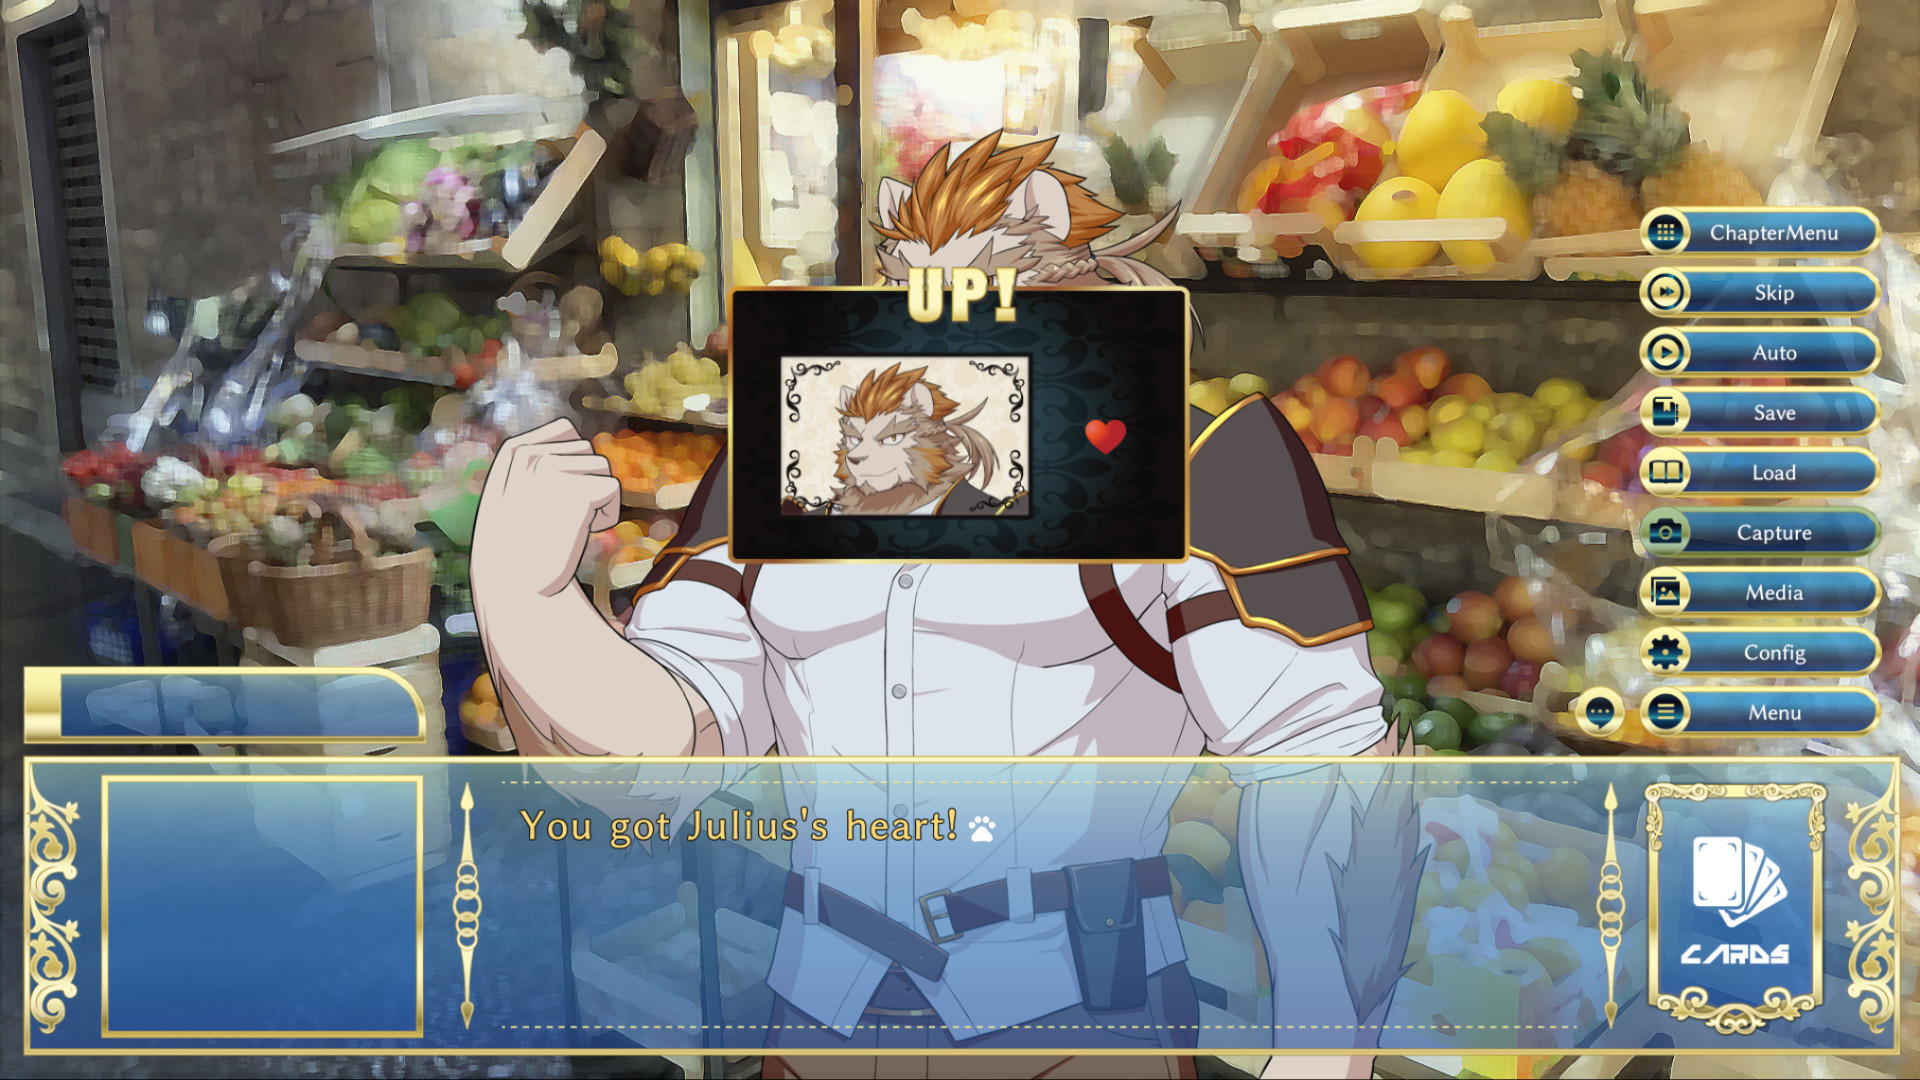 UP!
ChapterMenu
Skip
Auto
Save
Load
Capture
Media
Config
Menu
You got Julius's heart!
CARDS